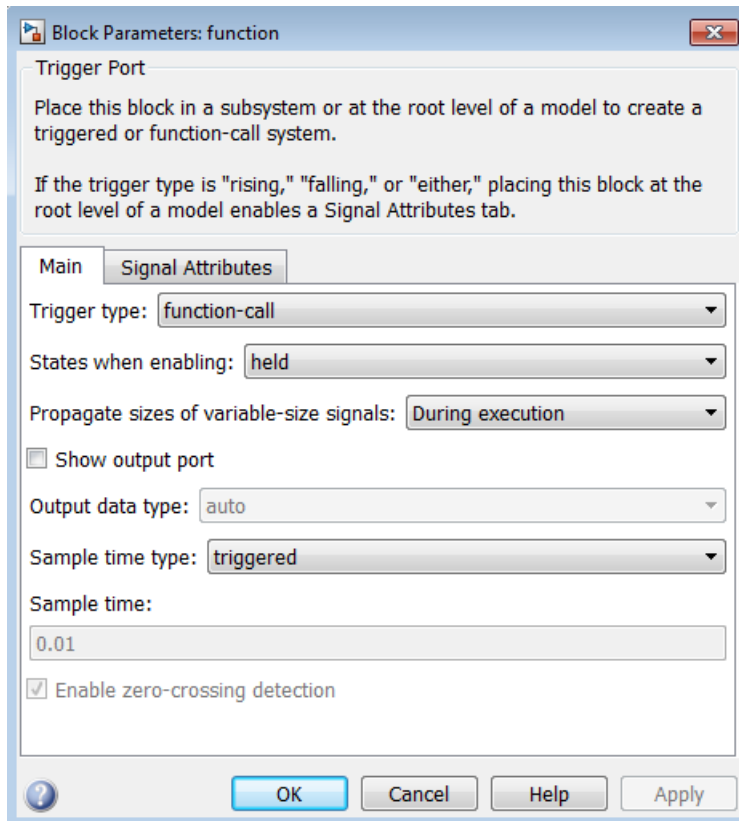 Block Parameters: function
Trigger Port
Place this block in a subsystem or at the root level of a model to create a
triggered or function-call system.
If the trigger type is "rising," "falling," or "either," placing this block at the
root level of a model enables a Signal Attributes tab.
Main Signal Attributes
Trigger type: function-call
States when enabling: held
Propagate sizes of variable-size signals: During execution
Show output port
Output data type: auto
Sample time type: triggered
Sample time:
0.01
Enable zero-crossing detection
? OK Cancel Help Apply